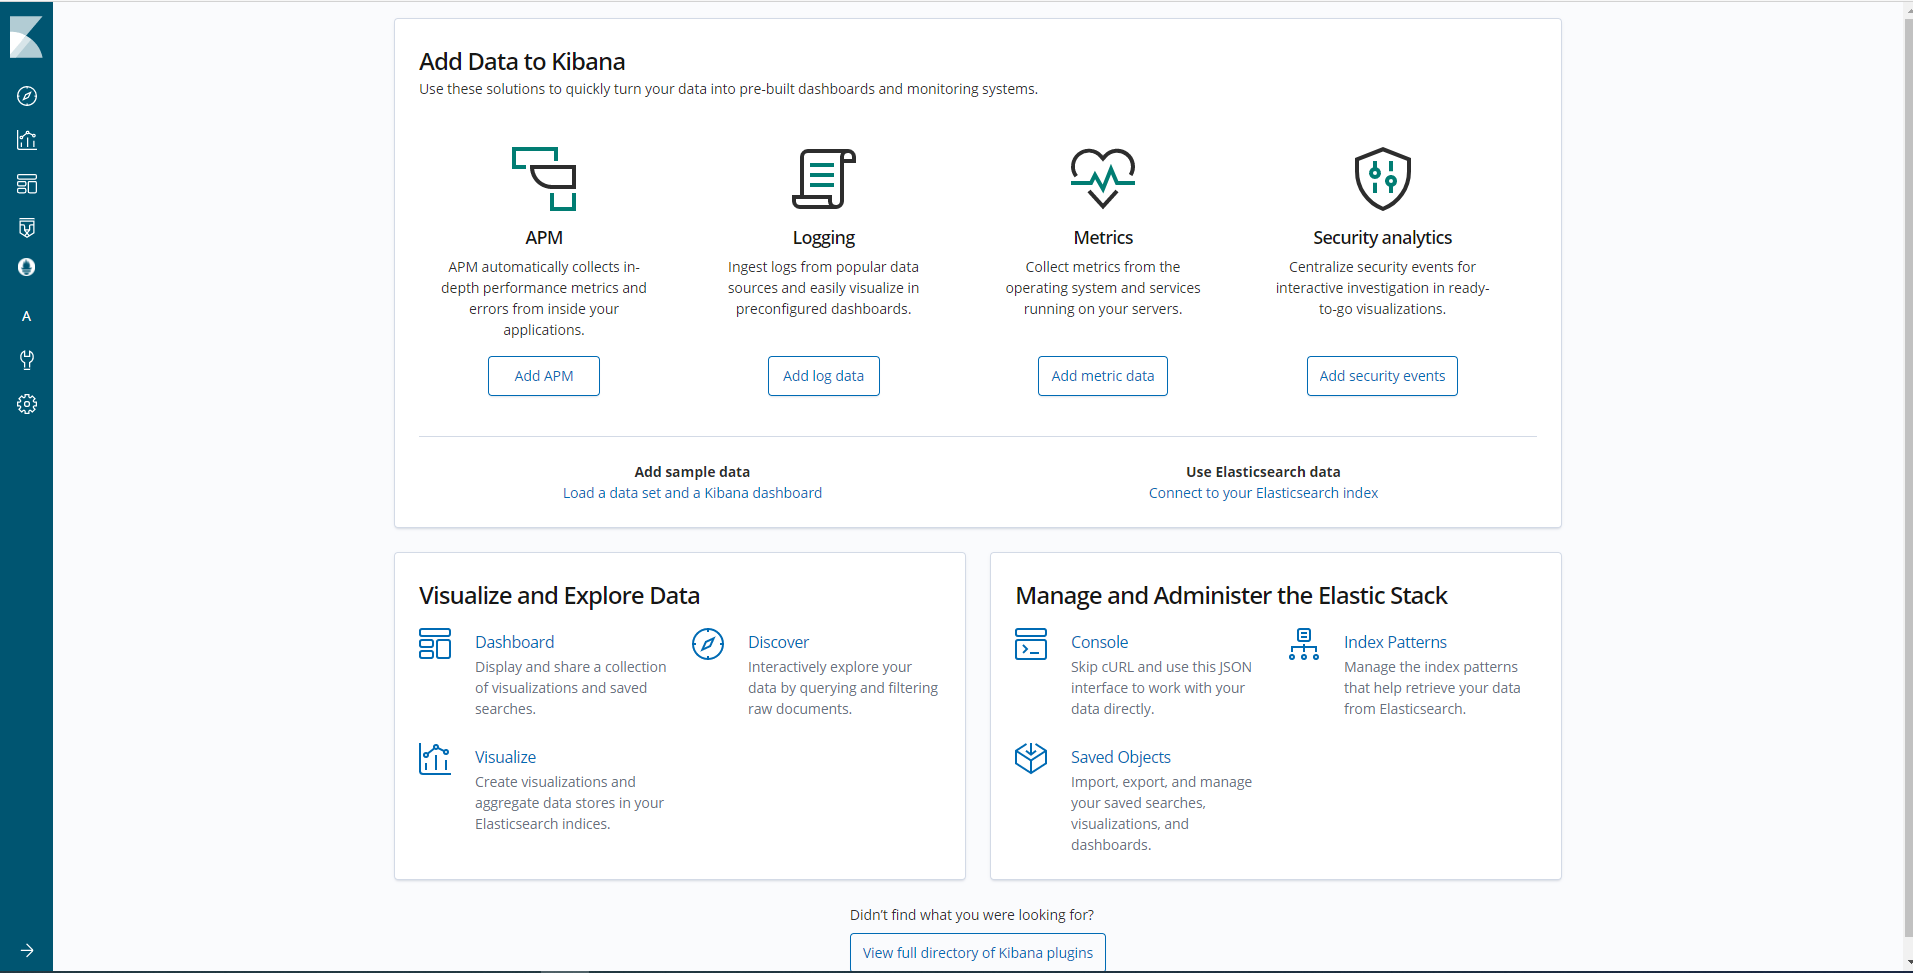 Add Data to Kibana
Use these solutions to quickly turn your data into pre-built dashboards and monitoring systems.
APM
APM automatically collects in-
depth performance metrics and
errors from inside your
applications.
Add APM
Logging
Ingest logs from popular data
sources and easily visualize in
preconfigured dashboards.
Add log data
Metrics
Collect metrics from the
operating system and services
running on your servers.
Add metric data
Security analytics
Centralize security events for
interactive investigation in ready-
to-go visualizations.
Add security events
A
Add sample data
Load a data set and a Kibana dashboard
Use Elasticsearch data
Connect to your Elasticsearch index
Visualize and Explore Data
Dashboard
Display and share a collection
of visualizations and saved
searches.
Discover
Interactively explore your
data by querying and filtering
raw documents.
Visualize
Create visualizations and
aggregate data stores in your
Elasticsearch indices.
Manage and Administer the Elastic Stack
Console
Skip cURL and use this JSON
interface to work with your
data directly.
Index Patterns
Manage the index patterns
that help retrieve your data
from Elasticsearch.
Saved Objects
Import, export, and manage
your saved searches,
visualizations, and
dashboards.
Didn't find what you were looking for?
View full directory of Kibana plugins